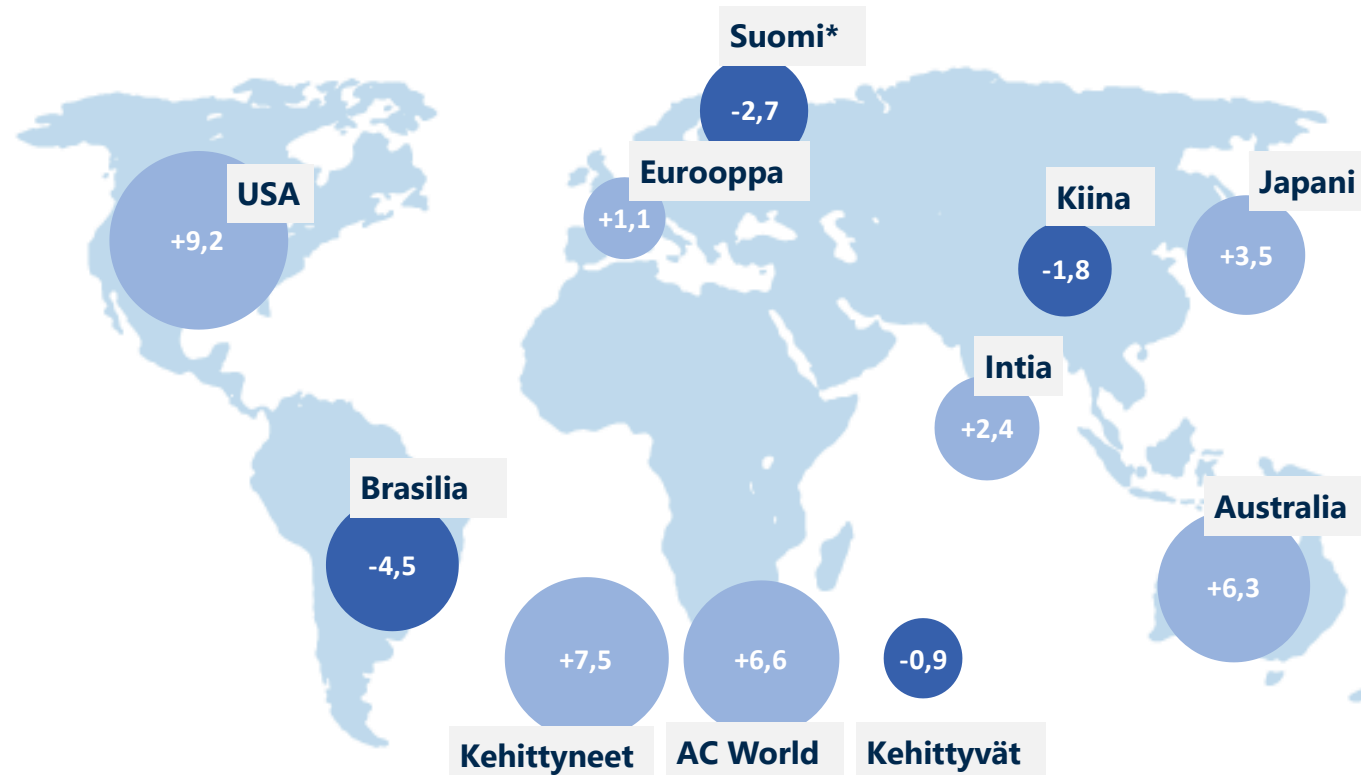 Suomi*
-2,7
Eurooppa
+1,1
USA
+9,2
Kiina
-1,8
Japani
+3,5
Intia
+2,4
Brasilia
-4,5
Australia
+6,3
+7,5
Kehittyneet
+6,6
AC World
-0,9
Kehittyvät